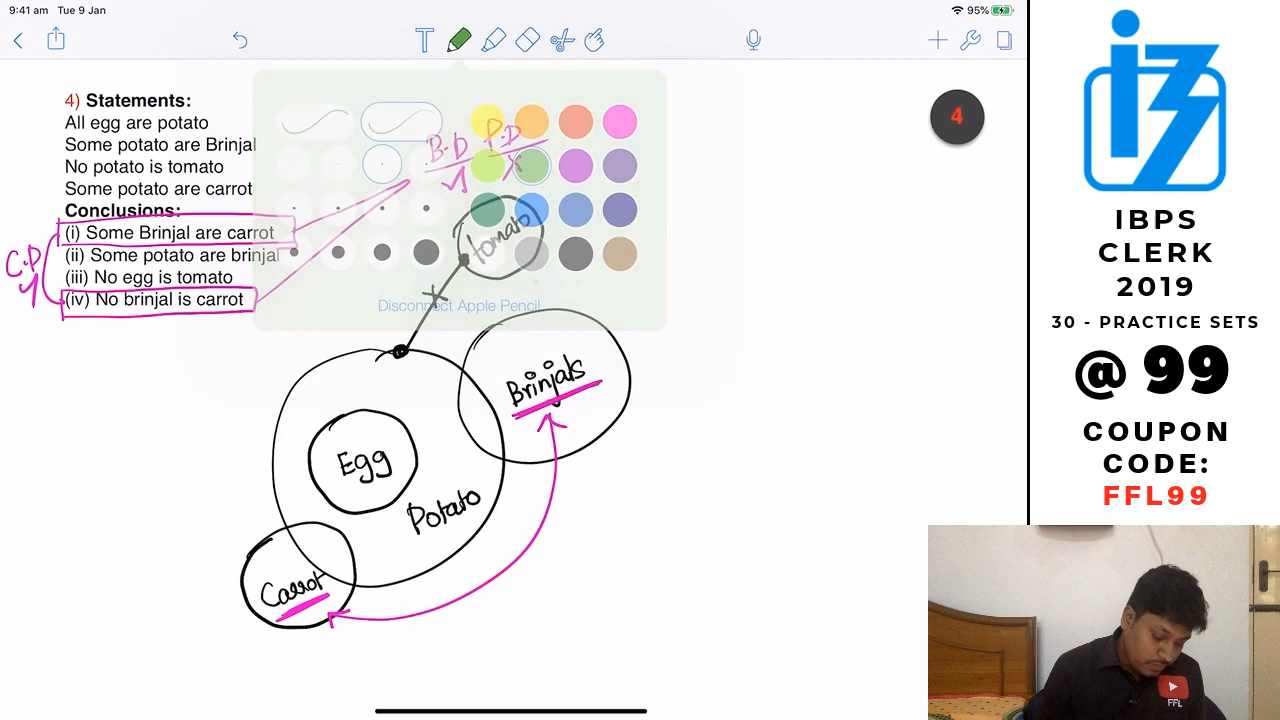 9:41 am Tue 9 Jan
95%
T
4) Statements:
All egg are potato
Some potato are Brinjal
No potato is tomato
Some potato are carrot
Conclusions:
(i) Some Brinjal are carrot
(ii) Some potato are brinjal
(iii) No egg is tomato
(iv) No brinjal is carrot
C.D
B.D
P.D
tomato
Disconnect Apple Pencil
Brinjals
Egg
Potato
Carrot
4
IBPS
CLERK
2019
30 - PRACTICE SETS
@ 99
COUPON
CODE:
FFL99
FFL